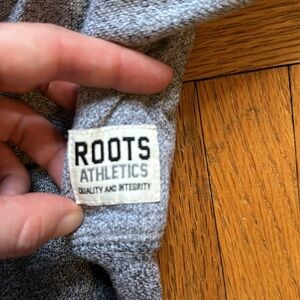 ROOTS
ATHLETICS
QUALITY AND INTEGRITY